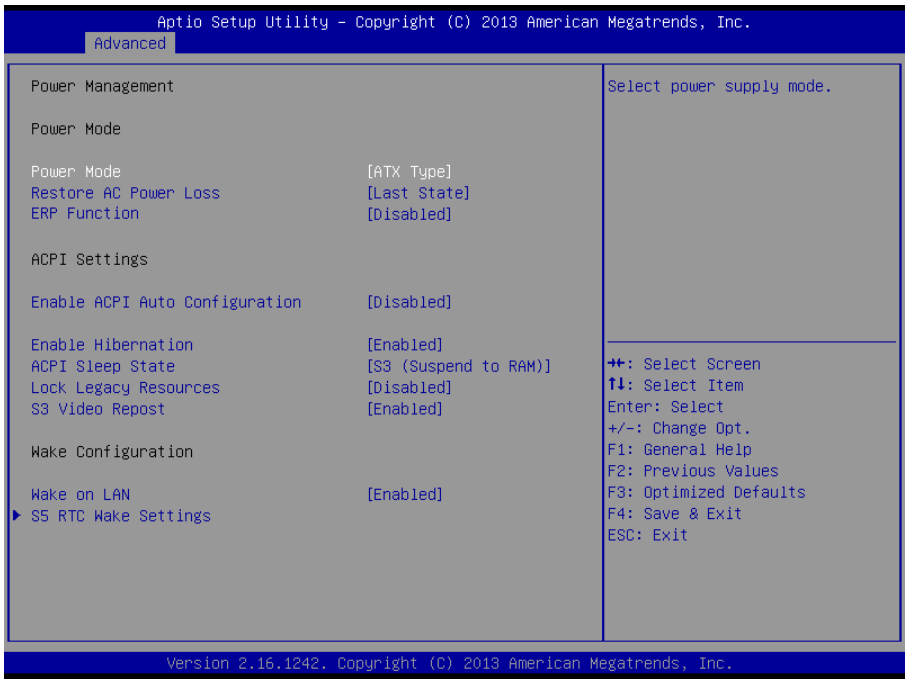 Aptio Setup Utility – Copyright (C) 2013 American Megatrends, Inc.
Advanced
Power Management
Power Mode
Power Mode [ATX Type]
Restore AC Power Loss [Last State]
ERP Function [Disabled]
ACPI Settings
Enable ACPI Auto Configuration [Disabled]
Enable Hibernation [Enabled]
ACPI Sleep State [S3 (Suspend to RAM)]
Lock Legacy Resources [Disabled]
S3 Video Repost [Enabled]
Wake Configuration
Wake on LAN [Enabled]
S5 RTC Wake Settings
Select power supply mode.
→←: Select Screen
↑↓: Select Item
Enter: Select
+/-: Change Opt.
F1: General Help
F2: Previous Values
F3: Optimized Defaults
F4: Save & Exit
ESC: Exit
Version 2.16.1242. Copyright (C) 2013 American Megatrends, Inc.